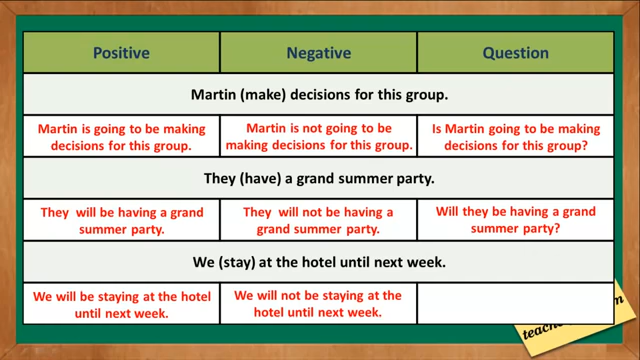 Positive Negative Question
Martin (make) decisions for this group.
Martin is going to be making
decisions for this group.
Martin is not going to be
making decisions for this group.
Is Martin going to be making
decisions for this group?
They (have) a grand summer party.
They will be having a grand
summer party.
They will not be having a
grand summer party.
Will they be having a grand
summer party?
We (stay) at the hotel until next week.
We will be staying at the hotel
until next week.
We will not be staying at the
hotel until next week.